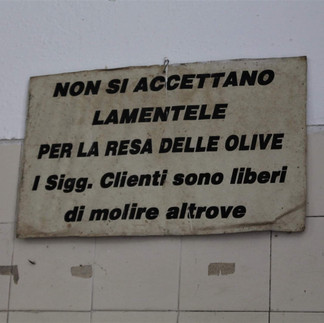 NON SI ACCETTANO
LAMENTELE
PER LA RESA DELLE OLIVE
I Sigg. Clienti sono liberi
di molire altrove